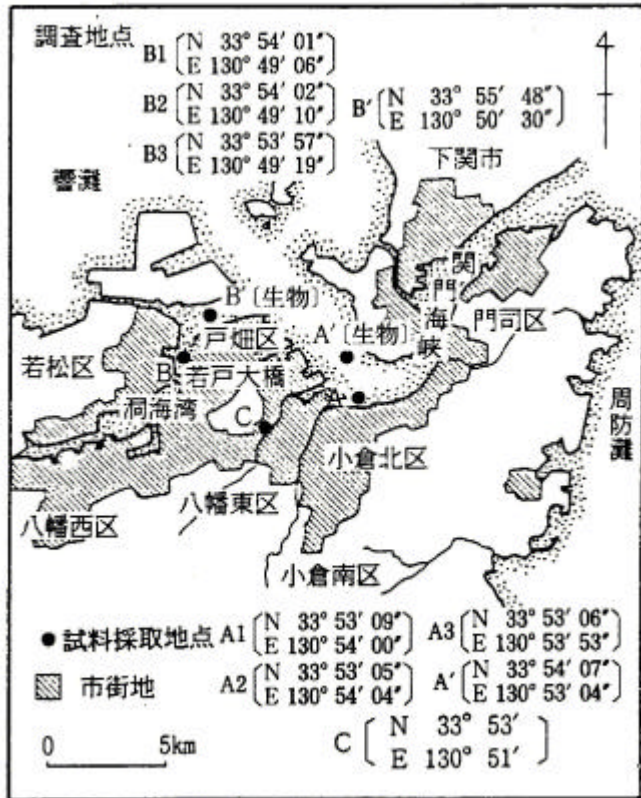 調査地点
B1 N 33° 54′ 01″
E 130° 49′ 06″
B2 N 33° 54′ 02″
E 130° 49′ 10″
B3 N 33° 53′ 57″
E 130° 49′ 19″
B′ N 33° 55′ 48″
E 130° 50′ 30″
4
下関市
響灘
関門海峡
B′〔生物〕
戸畑区
A′〔生物〕
門司区
若松区
B
若戸大橋
A
周防灘
洞海湾
C
小倉北区
八幡東区
八幡西区
小倉南区
●試料採取地点
市街地
A1 N 33° 53′ 09″
E 130° 54′ 00″
A2 N 33° 53′ 05″
E 130° 54′ 04″
A3 N 33° 53′ 06″
E 130° 53′ 53″
A′ N 33° 54′ 07″
E 130° 53′ 04″
C N 33° 53′
E 130° 51′
0 5km